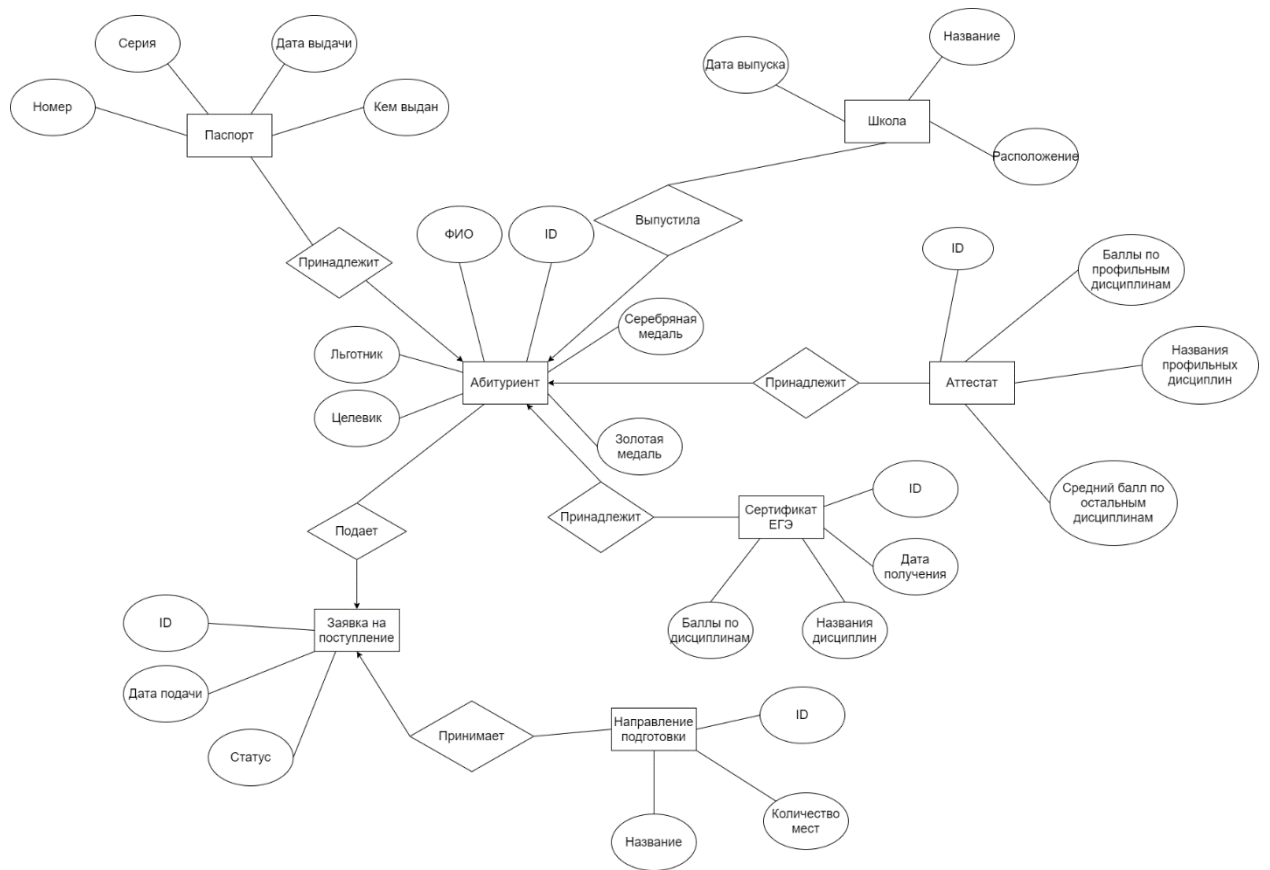 Серия
Дата выдачи
Номер
Кем выдан
Паспорт
Название
Дата выпуска
Школа
Расположение
Принадлежит
ФИО
ID
Выпустила
ID
Баллы по
профильным
дисциплинам
Серебряная
медаль
Льготник
Абитуриент
Принадлежит
Аттестат
Названия
профильных
дисциплин
Целевик
Золотая
медаль
Средний балл по
остальным
дисциплинам
Подает
Принадлежит
Сертификат
ЕГЭ
ID
Дата
получения
Баллы по
дисциплинам
Названия
дисциплин
ID
Заявка на
поступление
Дата подачи
Статус
Принимает
Направление
подготовки
ID
Количество
мест
Название